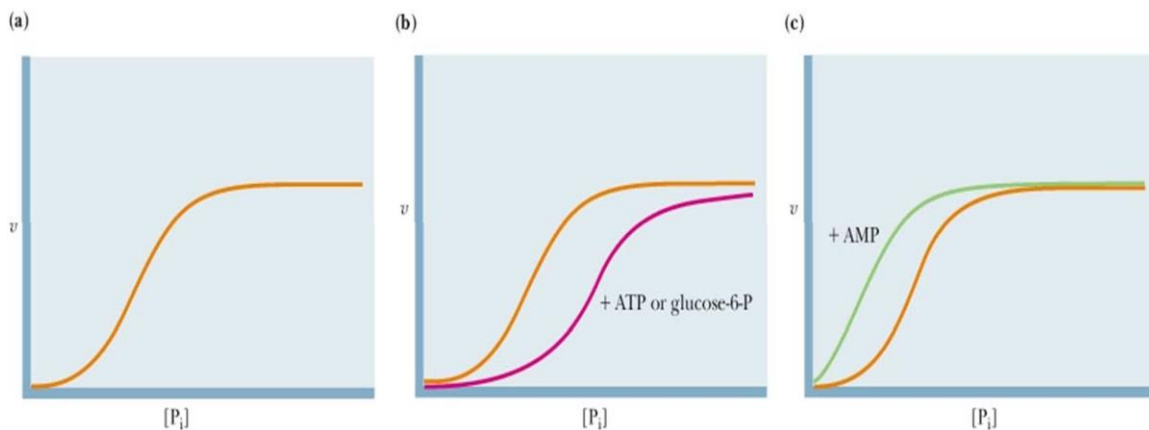 (a)
v
[Pi]
(b)
v
+ ATP or glucose-6-P
[Pi]
(c)
v
+ AMP
[Pi]